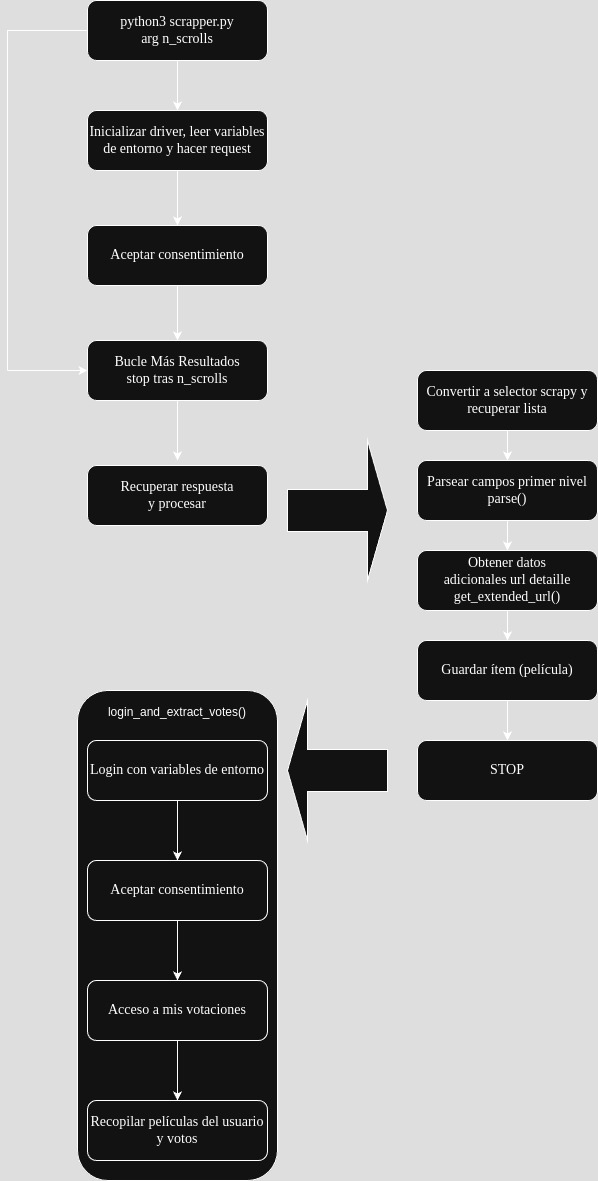 python3 scrapper.py
arg n_scrolls
Inicializar driver, leer variables
de entorno y hacer request
Aceptar consentimiento
Bucle Más Resultados
stop tras n_scrolls
Recuperar respuesta
y procesar
Convertir a selector scrapy y
recuperar lista
Parsear campos primer nivel
parse()
Obtener datos
adicionales url detaille
get_extended_url()
Guardar ítem (película)
STOP
login_and_extract_votes()
Login con variables de entorno
Aceptar consentimiento
Acceso a mis votaciones
Recopilar películas del usuario
y votos